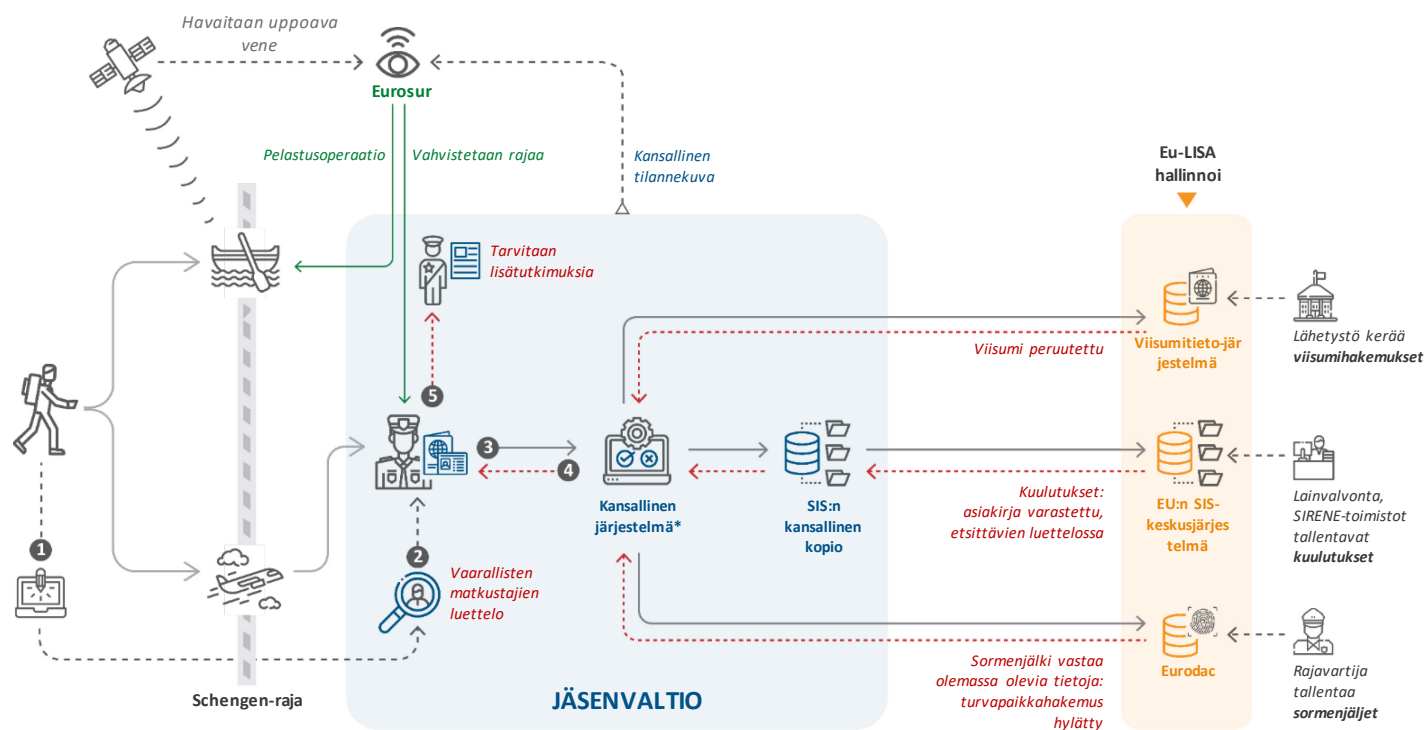 Havaitaan uppoava
vene
Eurosur
Pelastusoperaatio
Vahvistetaan rajaa
Kansallinen
tilannekuva
Eu-LISA
hallinnoi
Tarvitaan
lisätutkimuksia
Viisumi peruutettu
Viisumitieto-jär
jestelmä
Lähetystö kerää
viisumihakemukset
5
3
4
Kansallinen
järjestelmä*
SIS:n
kansallinen
kopio
Kuulutukset:
asiakirja varastettu,
etsittävien luettelossa
EU:n SIS-
keskusjärjes
telmä
Lainvalvonta,
SIRENE-toimistot
tallentavat
kuulutukset
1
2
Vaarallisten
matkustajien
luettelo
Sormenjälki vastaa
olemassa olevia tietoja:
turvapaikkahakemus
hylätty
Eurodac
Rajavartija
tallentaa
sormenjäljet
Schengen-raja
JÄSENVALTIO